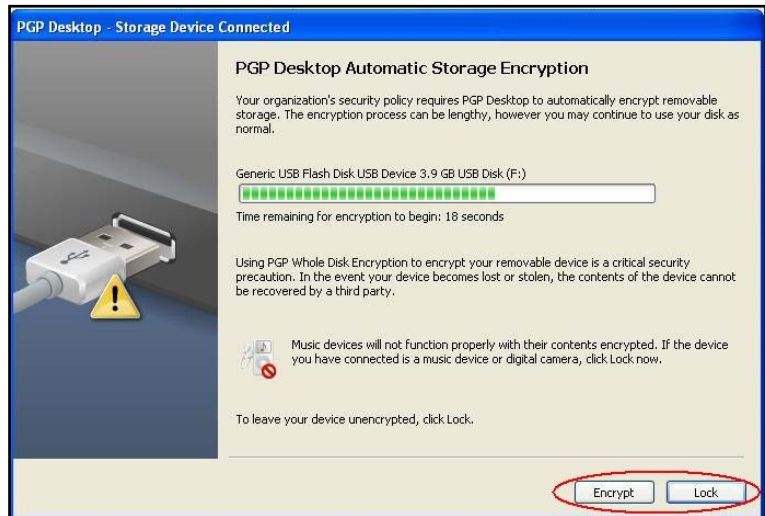 PGP Desktop - Storage Device Connected
PGP Desktop Automatic Storage Encryption
Your organization's security policy requires PGP Desktop to automatically encrypt removable
storage. The encryption process can be lengthy, however you may continue to use your disk as
normal.
Generic USB Flash Disk USB Device 3.9 GB USB Disk (F:)
Time remaining for encryption to begin: 18 seconds
Using PGP Whole Disk Encryption to encrypt your removable device is a critical security
precaution. In the event your device becomes lost or stolen, the contents of the device cannot
be recovered by a third party.
Music devices will not function properly with their contents encrypted. If the device
you have connected is a music device or digital camera, click Lock now.
To leave your device unencrypted, click Lock.
Encrypt Lock